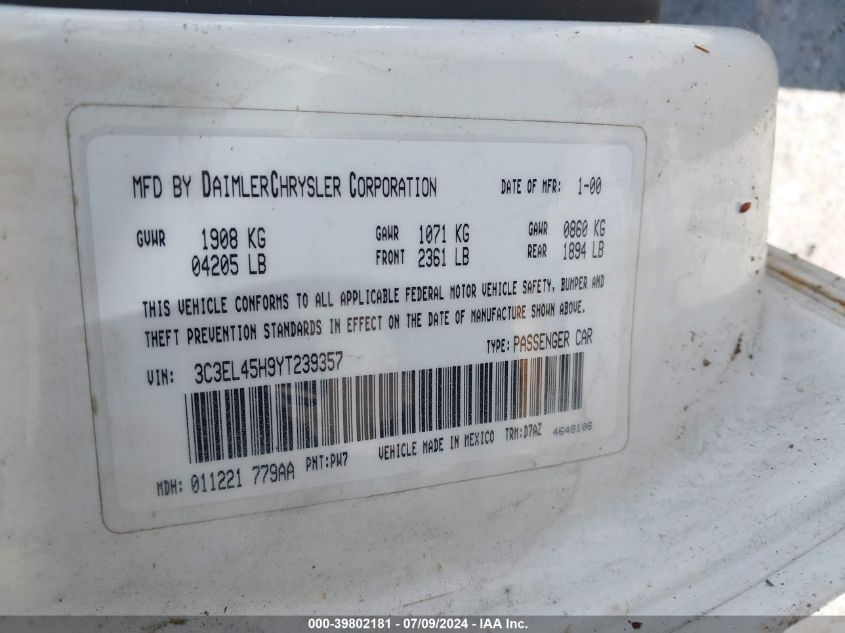 MFD BY DAIMLERCHRYSLER CORPORATION DATE OF MFR: 1-00
GVWR 1908 KG GAWR 1071 KG GAWR 0860 KG
04205 LB FRONT 2361 LB REAR 1894 LB
THIS VEHICLE CONFORMS TO ALL APPLICABLE FEDERAL MOTOR VEHICLE SAFETY, BUMPER AND
THEFT PREVENTION STANDARDS IN EFFECT ON THE DATE OF MANUFACTURE SHOWN ABOVE.
VIN: 3C3EL45H9YT239357 TYPE: PASSENGER CAR
MDH: 011221 779AA PNT:PW7 VEHICLE MADE IN MEXICO TRM:D7AZ 4648106
000-39802181 - 07/09/2024 - IAA Inc.